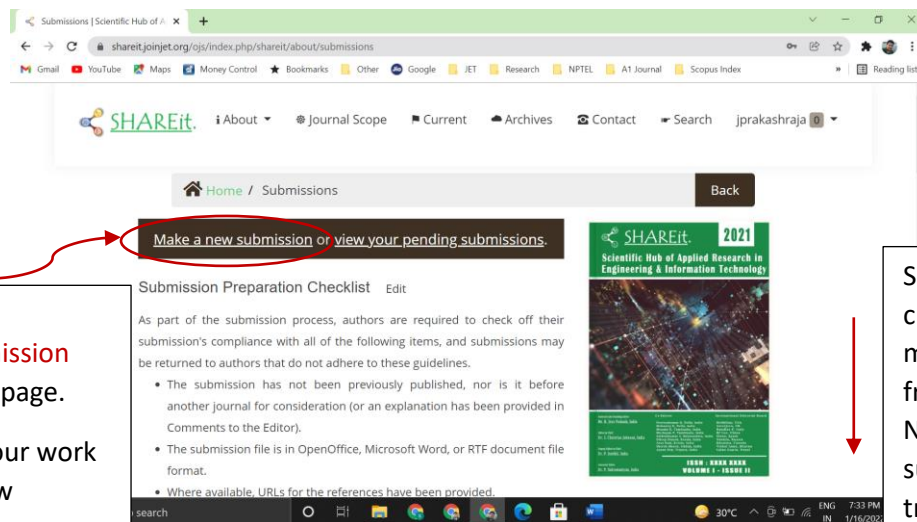 Submissions | Scientific Hub of A
shareit.joinjet.org/ojs/index.php/shareit/about/submissions
Gmail YouTube Maps Money Control Bookmarks Other Google JET Research NPTEL A1 Journal Scopus Index » Reading list
SHAREit. About Journal Scope Current Archives Contact Search jprakashraja 0
Home / Submissions Back
Make a new submission or view your pending submissions.
Submission Preparation Checklist Edit
As part of the submission process, authors are required to check off their
submission's compliance with all of the following items, and submissions may
be returned to authors that do not adhere to these guidelines.
• The submission has not been previously published, nor is it before
another journal for consideration (or an explanation has been provided in
Comments to the Editor).
• The submission file is in OpenOffice, Microsoft Word, or RTF document file
format.
• Where available, URLs for the references have been provided.
SHAREit. 2021
Scientific Hub of Applied Research in
Engineering & Information Technology
ISSN : XXXX XXXX
VOLUME I - ISSUE II
ission
page.
our work
w
search
30°C ENG 7:33 PM
IN 1/16/202